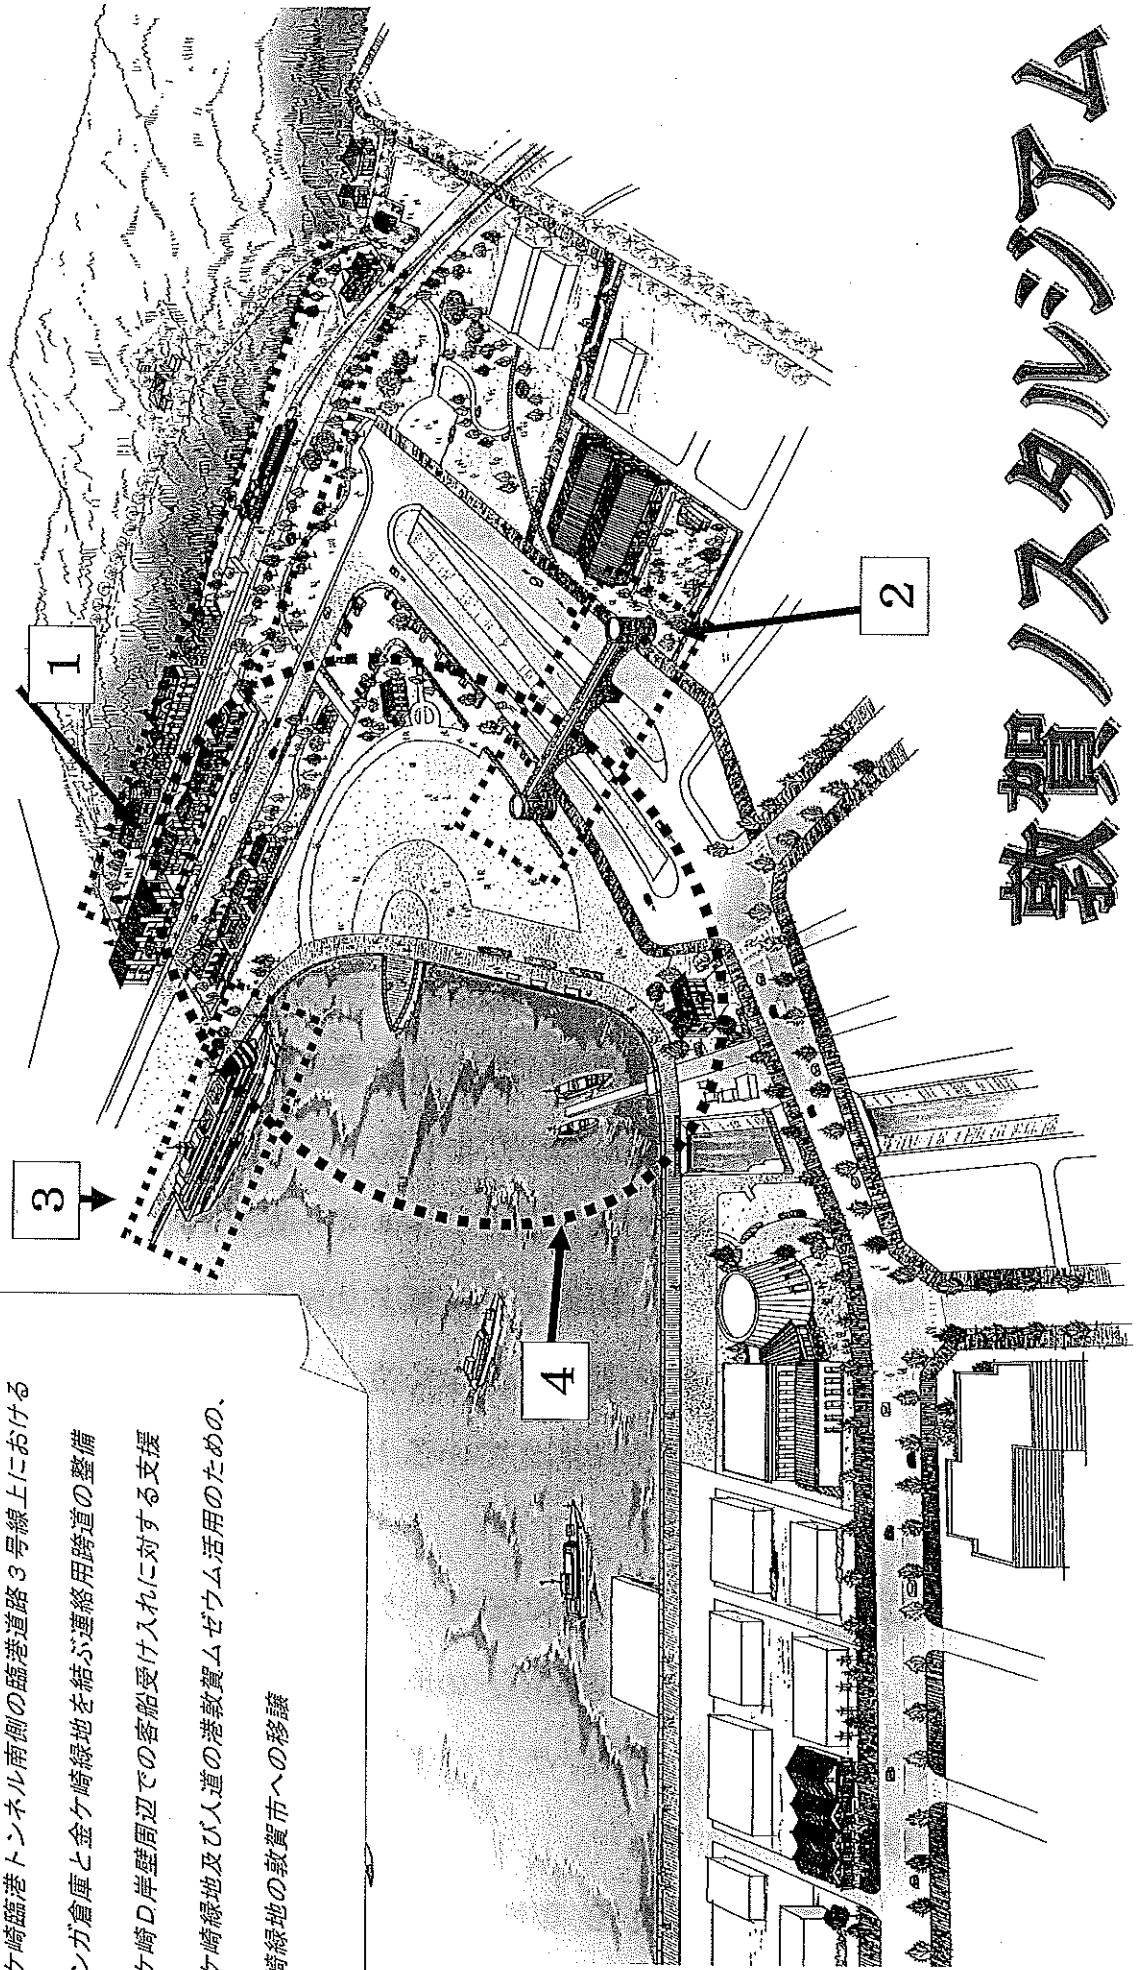 ケ崎臨港トンネル南側の臨港道路3号線上における
ンガ倉庫と金ケ崎緑地を結ぶ連絡用跨道の整備
ケ崎D岸壁周辺での客船受け入れに対する支援
ケ崎緑地及び人道の港敦賀ムゼウム活用のための、
崎緑地の敦賀市への移譲
1
2
3
4
敦賀ノスタルジアム